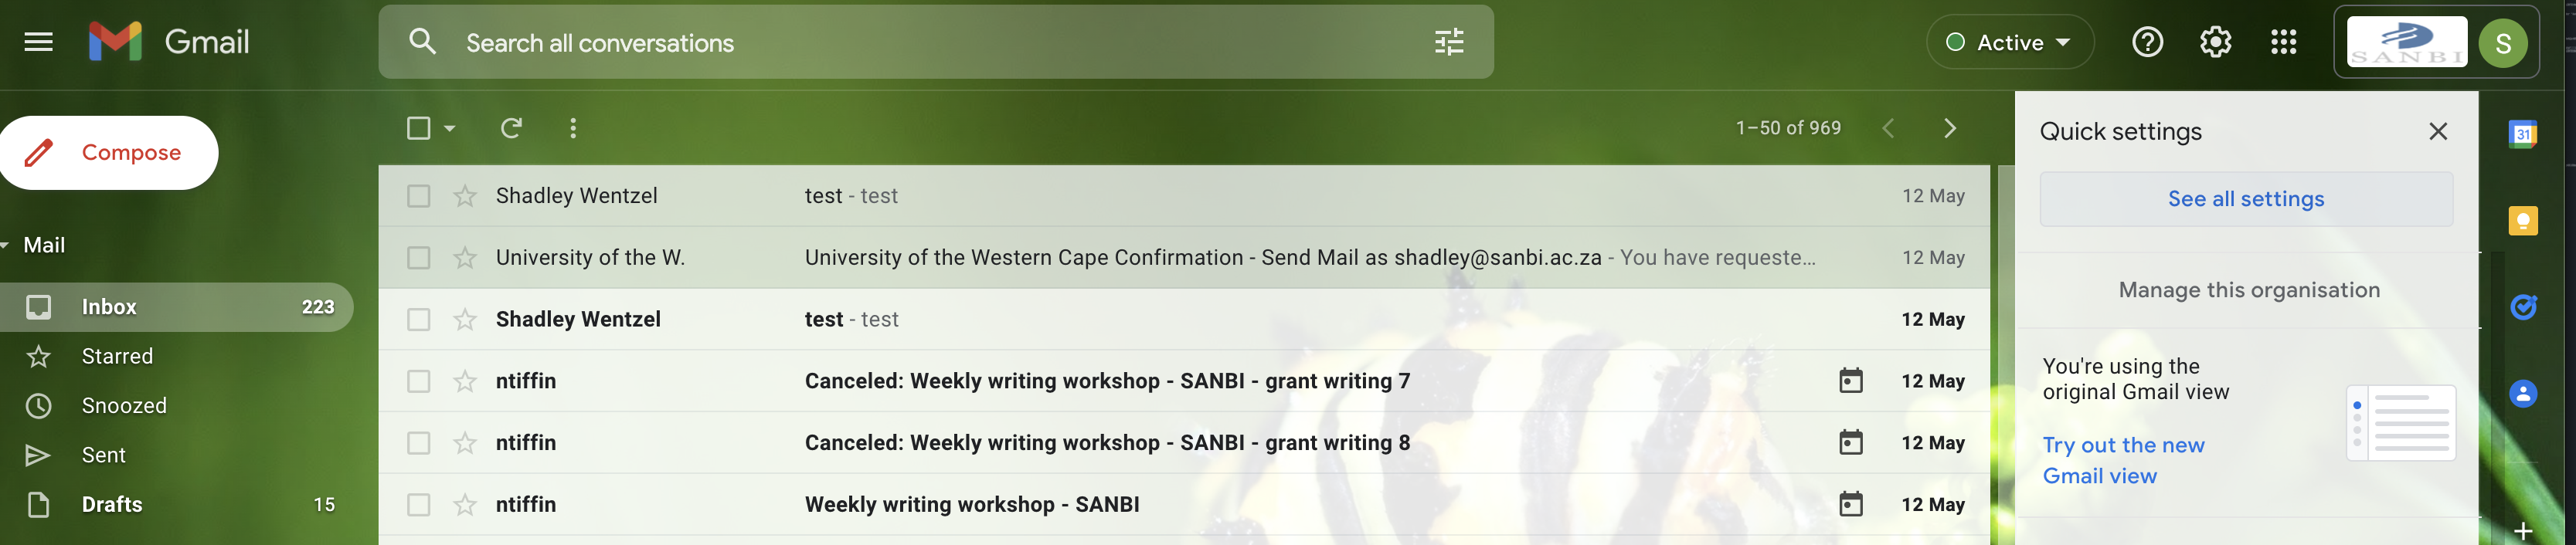 Gmail
Search all conversations
Active
SANBI
S
Compose
1–50 of 969
Mail
Inbox 223
Starred
Snoozed
Sent
Drafts 15
Shadley Wentzel test - test 12 May
University of the W. University of the Western Cape Confirmation - Send Mail as shadley@sanbi.ac.za - You have requeste... 12 May
Shadley Wentzel test - test 12 May
ntiffin Canceled: Weekly writing workshop - SANBI - grant writing 7 12 May
ntiffin Canceled: Weekly writing workshop - SANBI - grant writing 8 12 May
ntiffin Weekly writing workshop - SANBI 12 May
Quick settings
See all settings
Manage this organisation
You're using the
original Gmail view
Try out the new
Gmail view
31